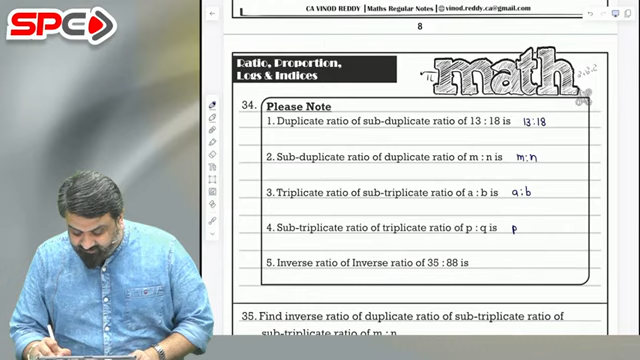 CA VINOD REDDY | Maths Regular Notes | @ vinod.reddy.ca@gmail.com
SPC
8
Ratio, Proportion,
Logs & Indices
math
34. Please Note
1. Duplicate ratio of sub-duplicate ratio of 13 : 18 is 13:18
2. Sub-duplicate ratio of duplicate ratio of m : n is m:n
3. Triplicate ratio of sub-triplicate ratio of a : b is a:b
4. Sub-triplicate ratio of triplicate ratio of p : q is p
5. Inverse ratio of Inverse ratio of 35 : 88 is
35. Find inverse ratio of duplicate ratio of sub-triplicate ratio of
sub-triplicate ratio of m : n